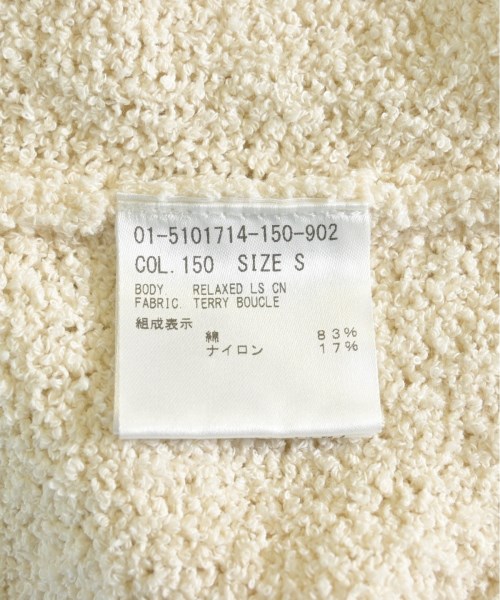 01-5101714-150-902
COL. 150 SIZE S
BODY RELAXED LS CN
FABRIC. TERRY BOUCLE
組成表示
綿 83%
ナイロン 17%